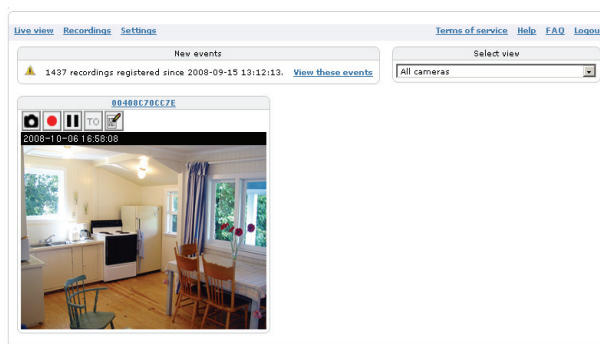 Live view Recordings Settings Terms of service Help FAQ Logou
New events
1437 recordings registered since 2008-09-15 13:12:13. View these events
Select view
All cameras
00408C70CC7E
TO
2008-10-06 16:58:08